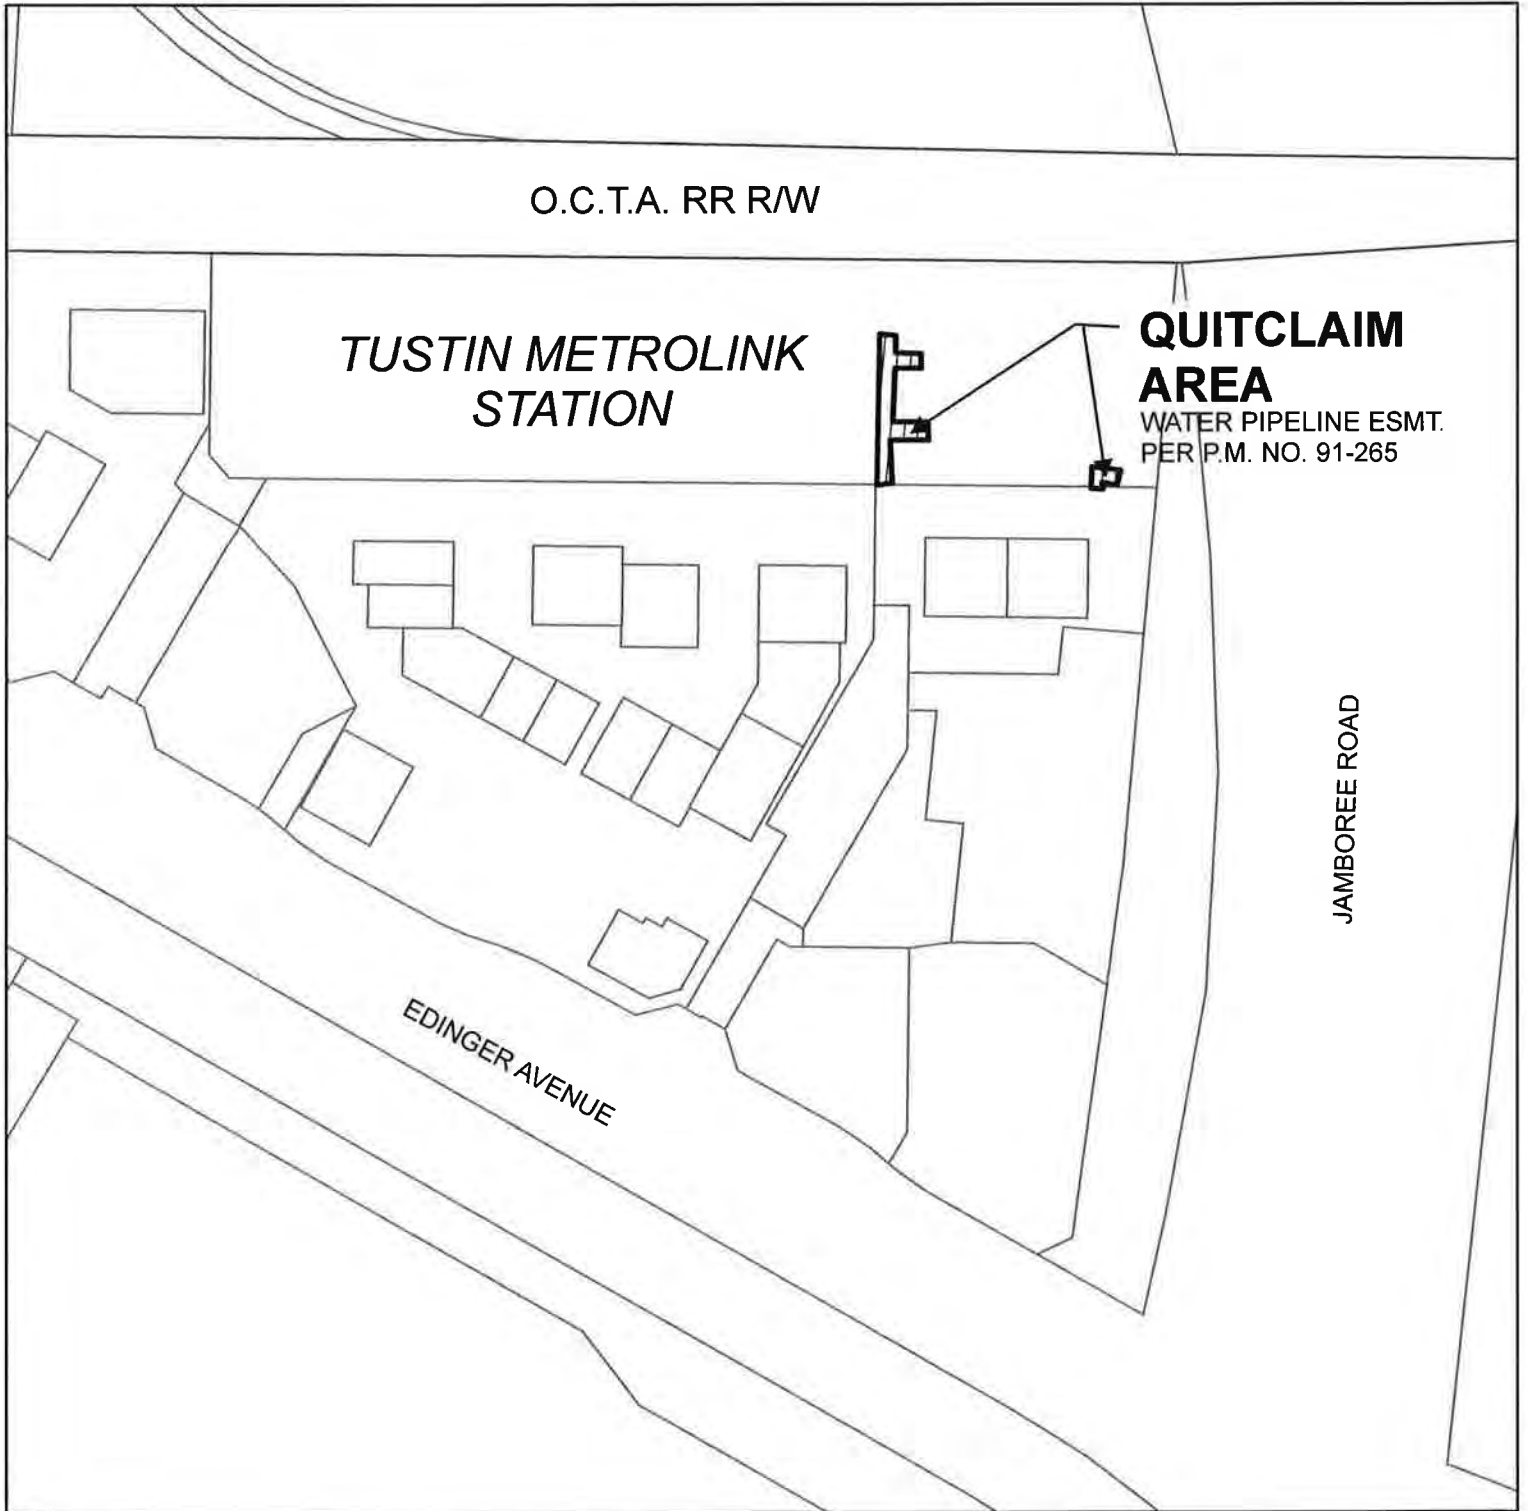 O.C.T.A. RR R/W
TUSTIN METROLINK
STATION
QUITCLAIM
AREA
WATER PIPELINE ESMT.
PER P.M. NO. 91-265
JAMBOREE ROAD
EDINGER AVENUE